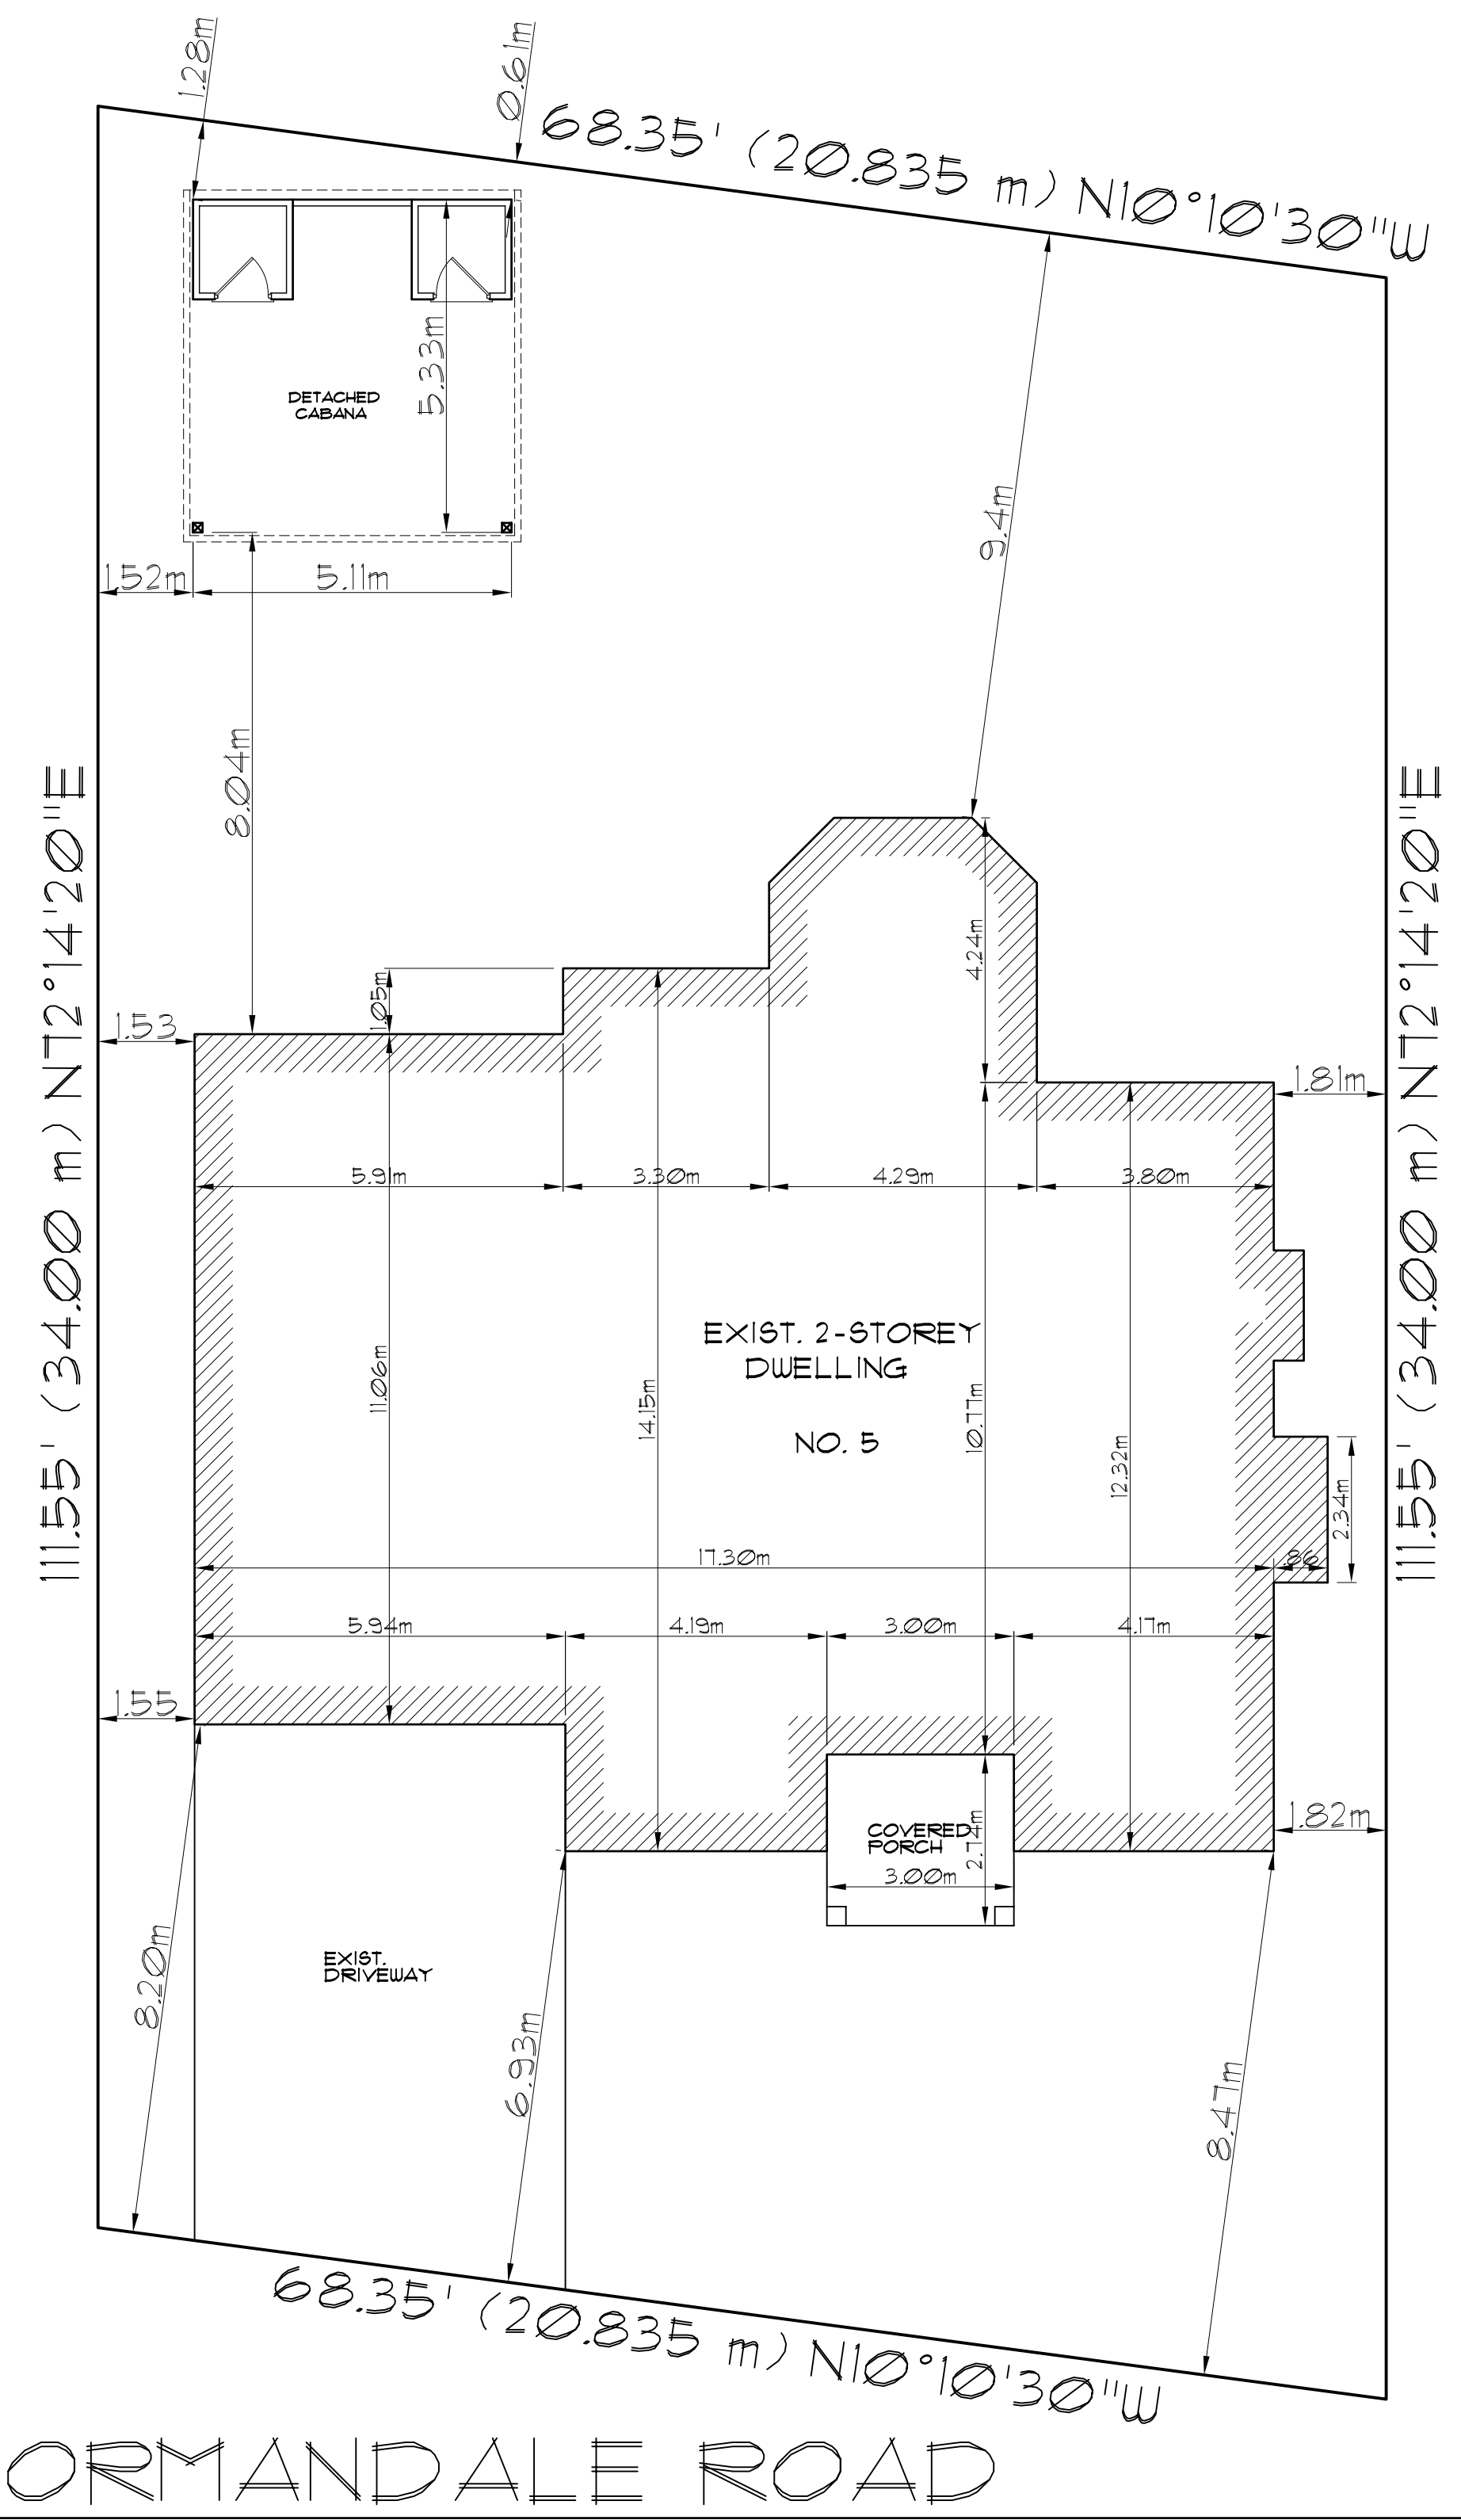 1.28m
0.61m
68.35' (20.835 m) N10°10'30"W
5.33m
DETACHED
CABANA
9.4m
1.52m
5.11m
8.04m
111.55' (34.00 m) N72°14'20"E
111.55' (34.00 m) N72°14'20"E
4.24m
1.05m
1.53
1.81m
5.91m
3.30m
4.29m
3.80m
EXIST. 2-STOREY
DWELLING
NO. 5
11.06m
14.15m
10.77m
12.32m
2.34m
17.30m
.86
5.94m
4.19m
3.00m
4.17m
1.55
COVERED
PORCH
2.74m
3.00m
1.82m
EXIST.
DRIVEWAY
8.20m
6.93m
8.47m
68.35' (20.835 m) N10°10'30"W
ORMANDALE ROAD